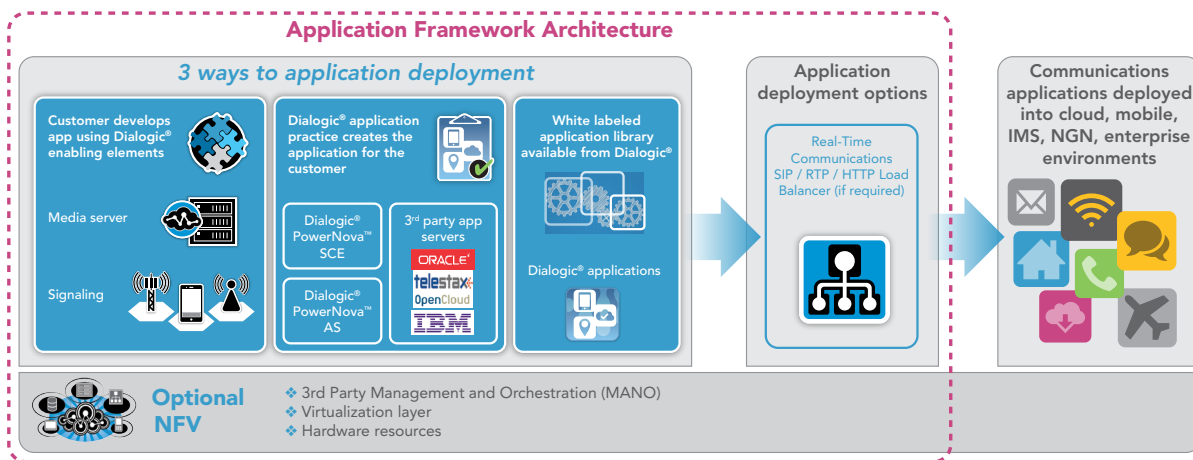 Application Framework Architecture
3 ways to application deployment
Customer develops
app using Dialogic®
enabling elements
Media server
Signaling
Dialogic® application
practice creates the
application for the
customer
Dialogic®
PowerNova™
SCE
Dialogic®
PowerNova™
AS
3rd party app
servers
ORACLE
telestax
OpenCloud
IBM
White labeled
application library
available from Dialogic®
Dialogic® applications
Application
deployment options
Real-Time
Communications
SIP / RTP / HTTP Load
Balancer (if required)
Communications
applications deployed
into cloud, mobile,
IMS, NGN, enterprise
environments
Optional
NFV
❖ 3rd Party Management and Orchestration (MANO)
❖ Virtualization layer
❖ Hardware resources